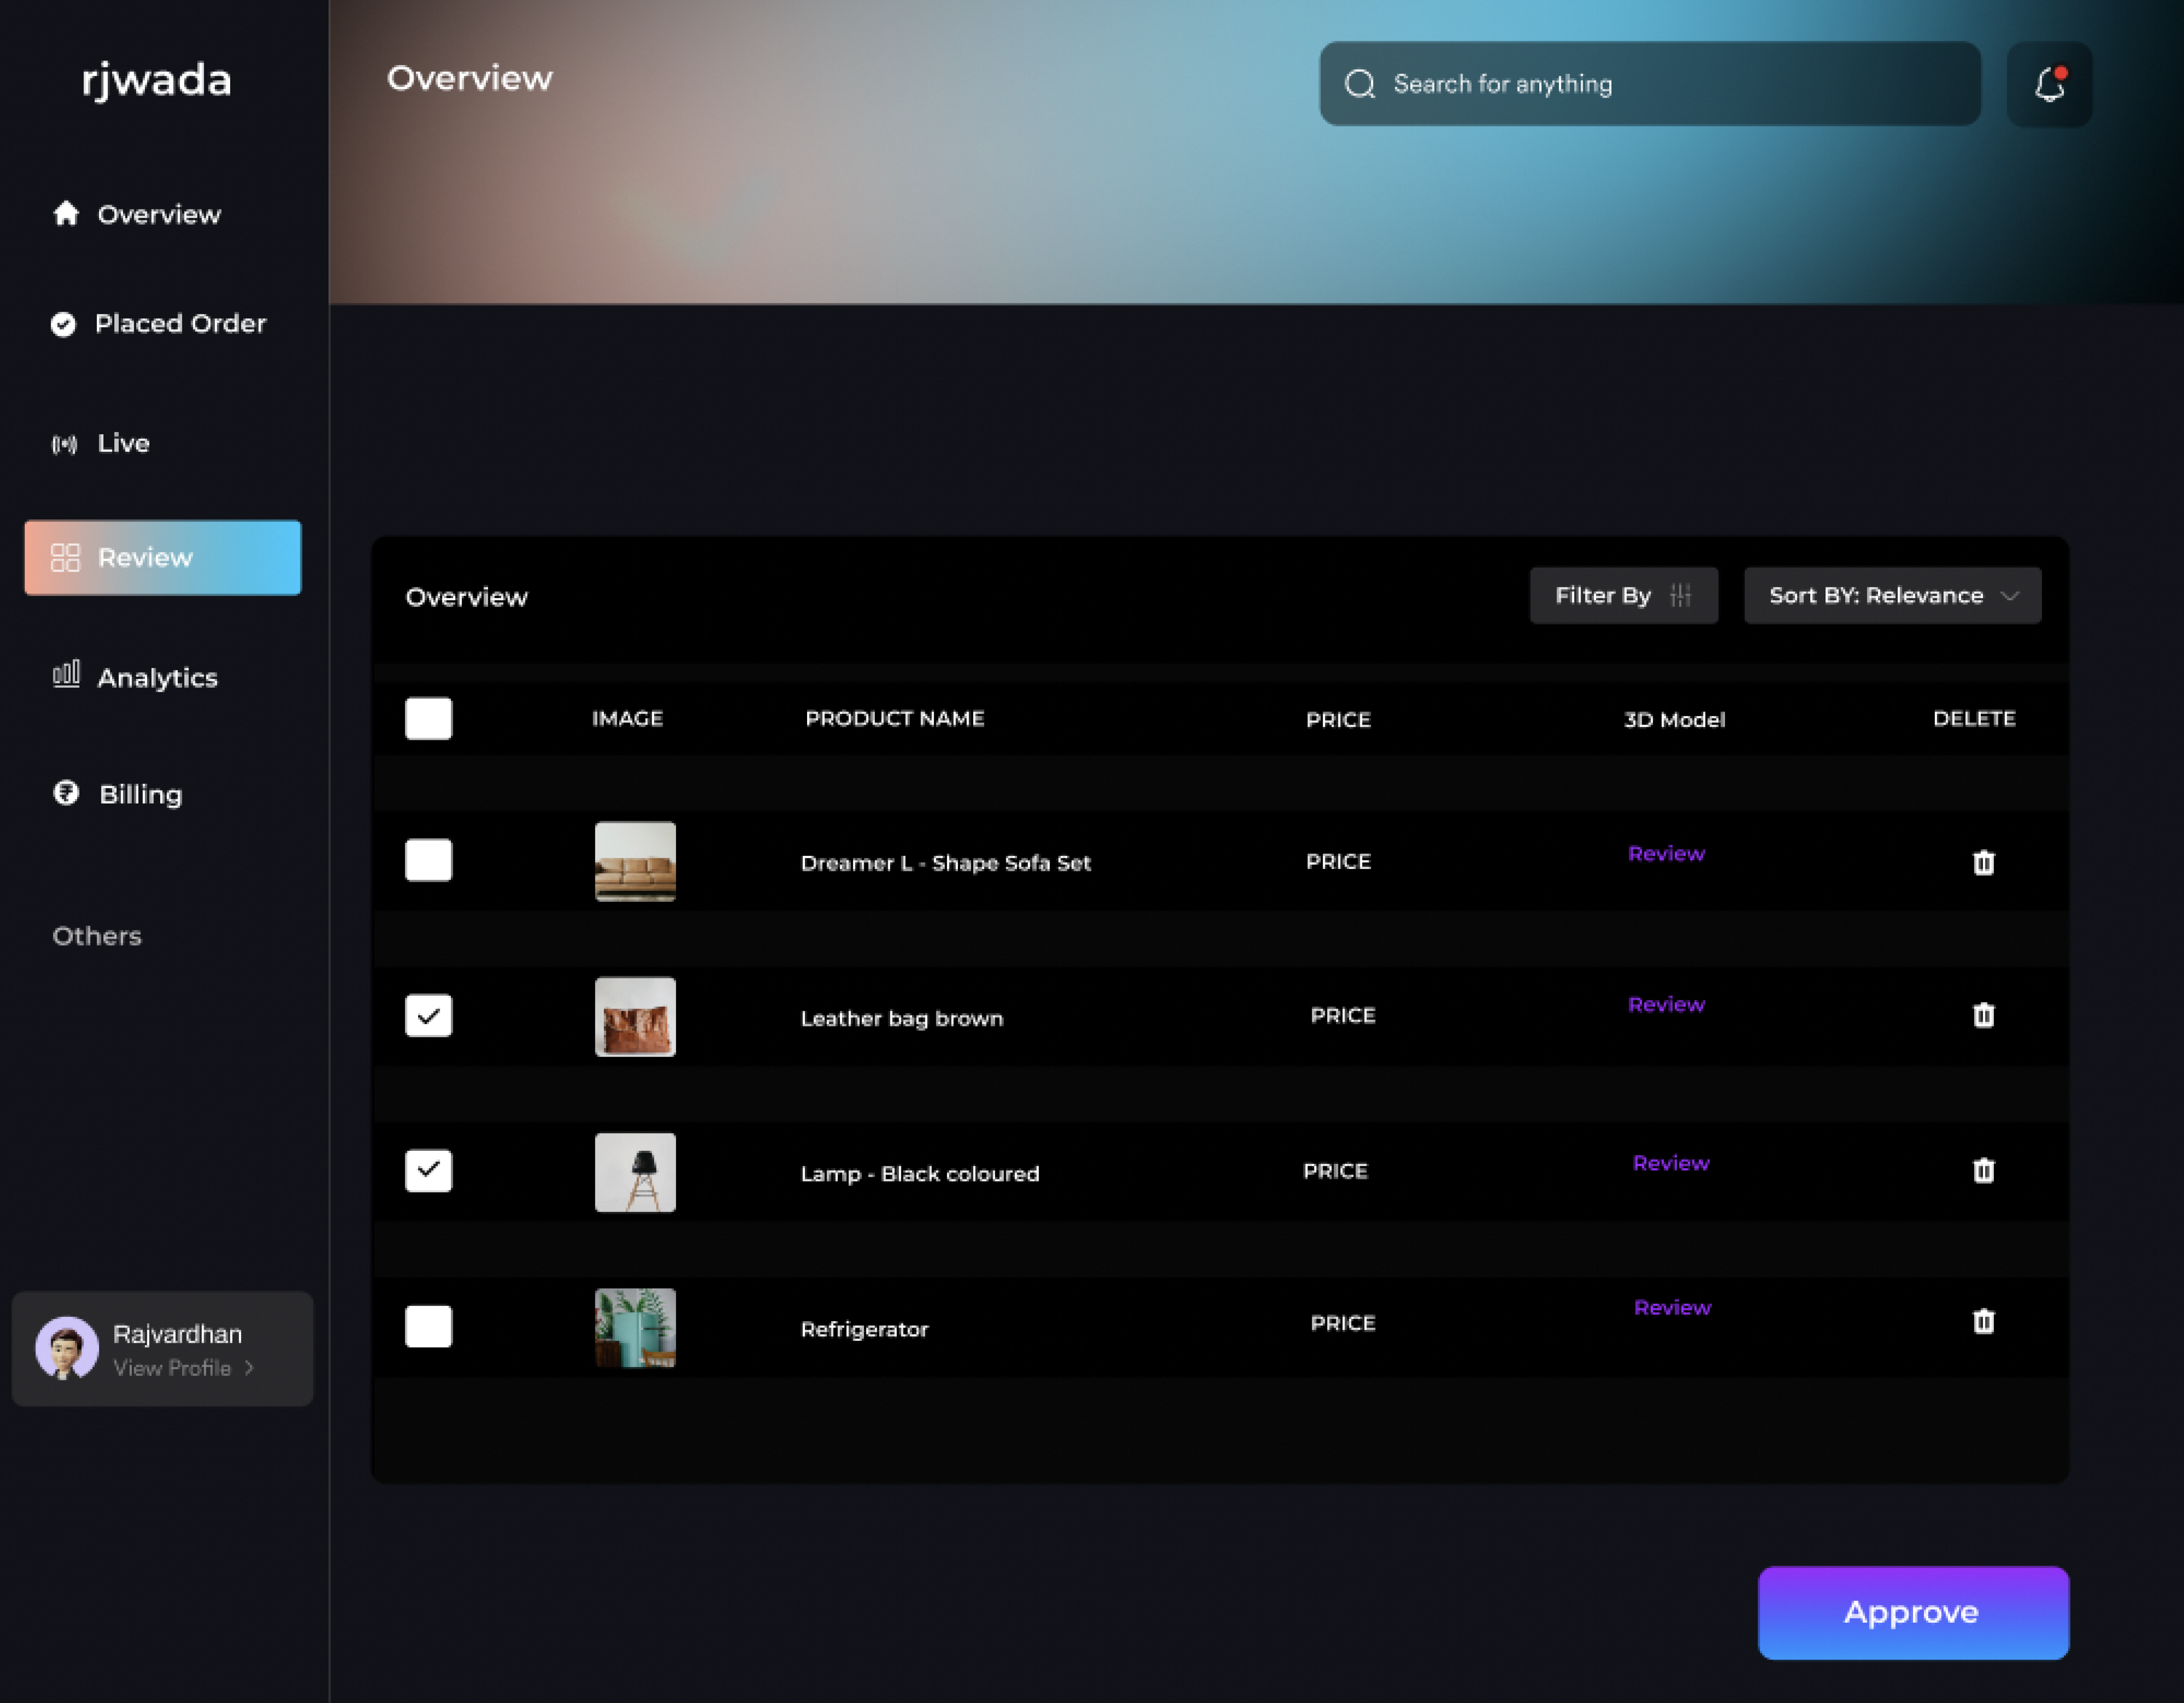 rjwada
Overview
Search for anything
Overview
Placed Order
Live
Review
Analytics
Billing
Others
Rajvardhan
View Profile
Overview
Filter By
Sort BY: Relevance
IMAGE PRODUCT NAME PRICE 3D Model DELETE
Dreamer L - Shape Sofa Set PRICE Review
Leather bag brown PRICE Review
Lamp - Black coloured PRICE Review
Refrigerator PRICE Review
Approve